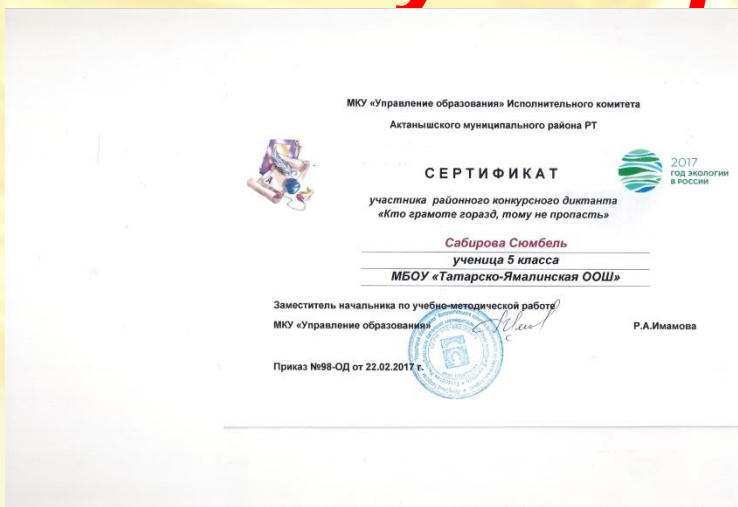 МКУ «Управление образования» Исполнительного комитета
Актанышского муниципального района РТ
СЕРТИФИКАТ
2017
ГОД ЭКОЛОГИИ
В РОССИИ
участника районного конкурсного диктанта
«Кто грамоте горазд, тому не пропасть»
Сабирова Сюмбель
ученица 5 класса
МБОУ «Татарско-Ямалинская ООШ»
Заместитель начальника по учебно-методической работе
МКУ «Управление образования» Р.А.Имамова
Приказ №98-ОД от 22.02.2017 г.